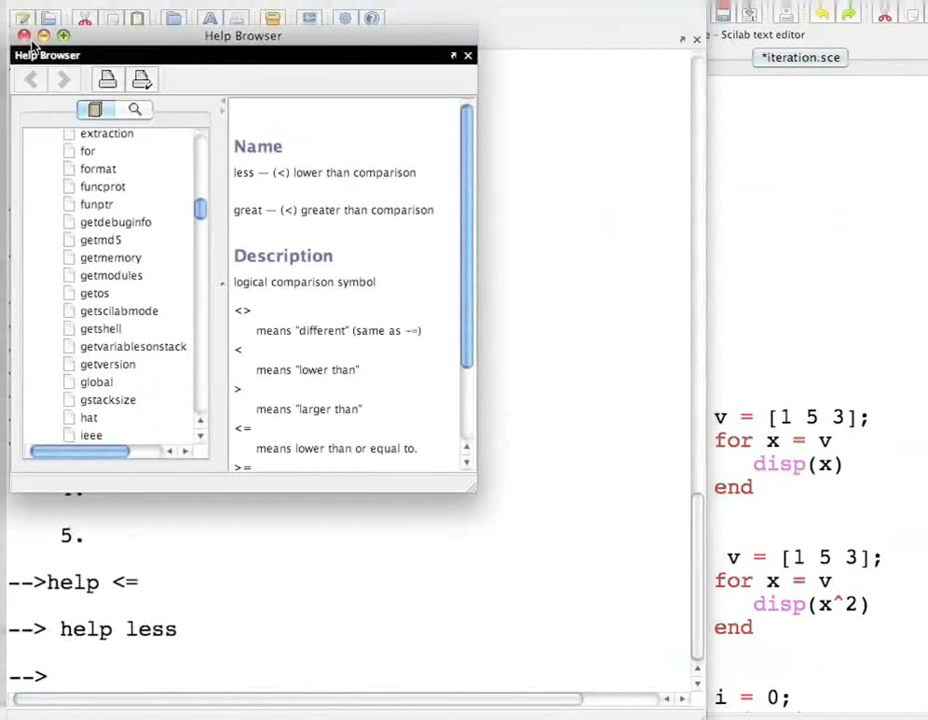 Help Browser
Help Browser
extraction
for
format
funcprot
funptr
getdebuginfo
getmd5
getmemory
getmodules
getos
getscilabmode
getshell
getvariablesonstack
getversion
global
gstacksize
hat
ieee
Name
less — (<) lower than comparison
great — (<) greater than comparison
Description
logical comparison symbol
<>
means "different" (same as ~=)
<
means "lower than"
>
means "larger than"
<=
means lower than or equal to.
>=
5.
-->help <=
--> help less
-->
e - Scilab text editor
*iteration.sce
v = [1 5 3];
for x = v
disp(x)
end
v = [1 5 3];
for x = v
disp(x^2)
end
i = 0;